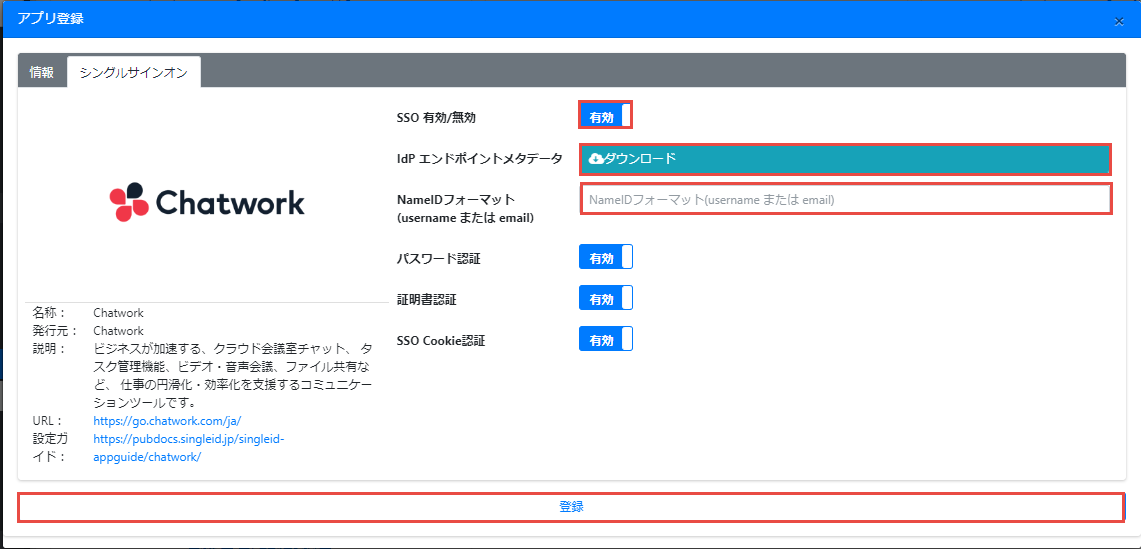 アプリ登録
×
情報
シングルサインオン
Chatwork
SSO 有効/無効
有効
IdP エンドポイントメタデータ
ダウンロード
NameIDフォーマット
(username または email)
NameIDフォーマット(username または email)
パスワード認証
有効
証明書認証
有効
SSO Cookie認証
有効
名称： Chatwork
発行元： Chatwork
説明： ビジネスが加速する、クラウド会議室チャット、 タ
スク管理機能、ビデオ・音声会議、ファイル共有な
ど、 仕事の円滑化・効率化を支援するコミュニケー
ションツールです。
URL： https://go.chatwork.com/ja/
設定ガ https://pubdocs.singleid.jp/singleid-
イド： appguide/chatwork/
登録